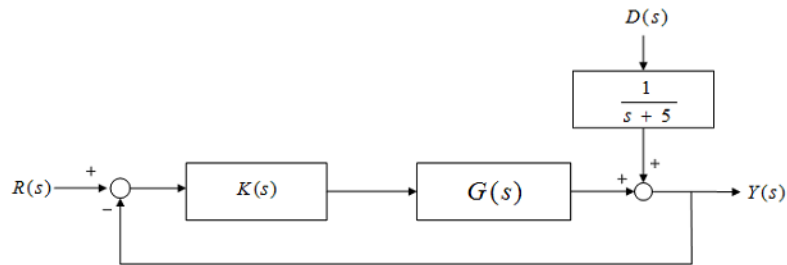 D(s)
1
s + 5
+
+
R(s)
K(s)
G(s)
+
Y(s)
−